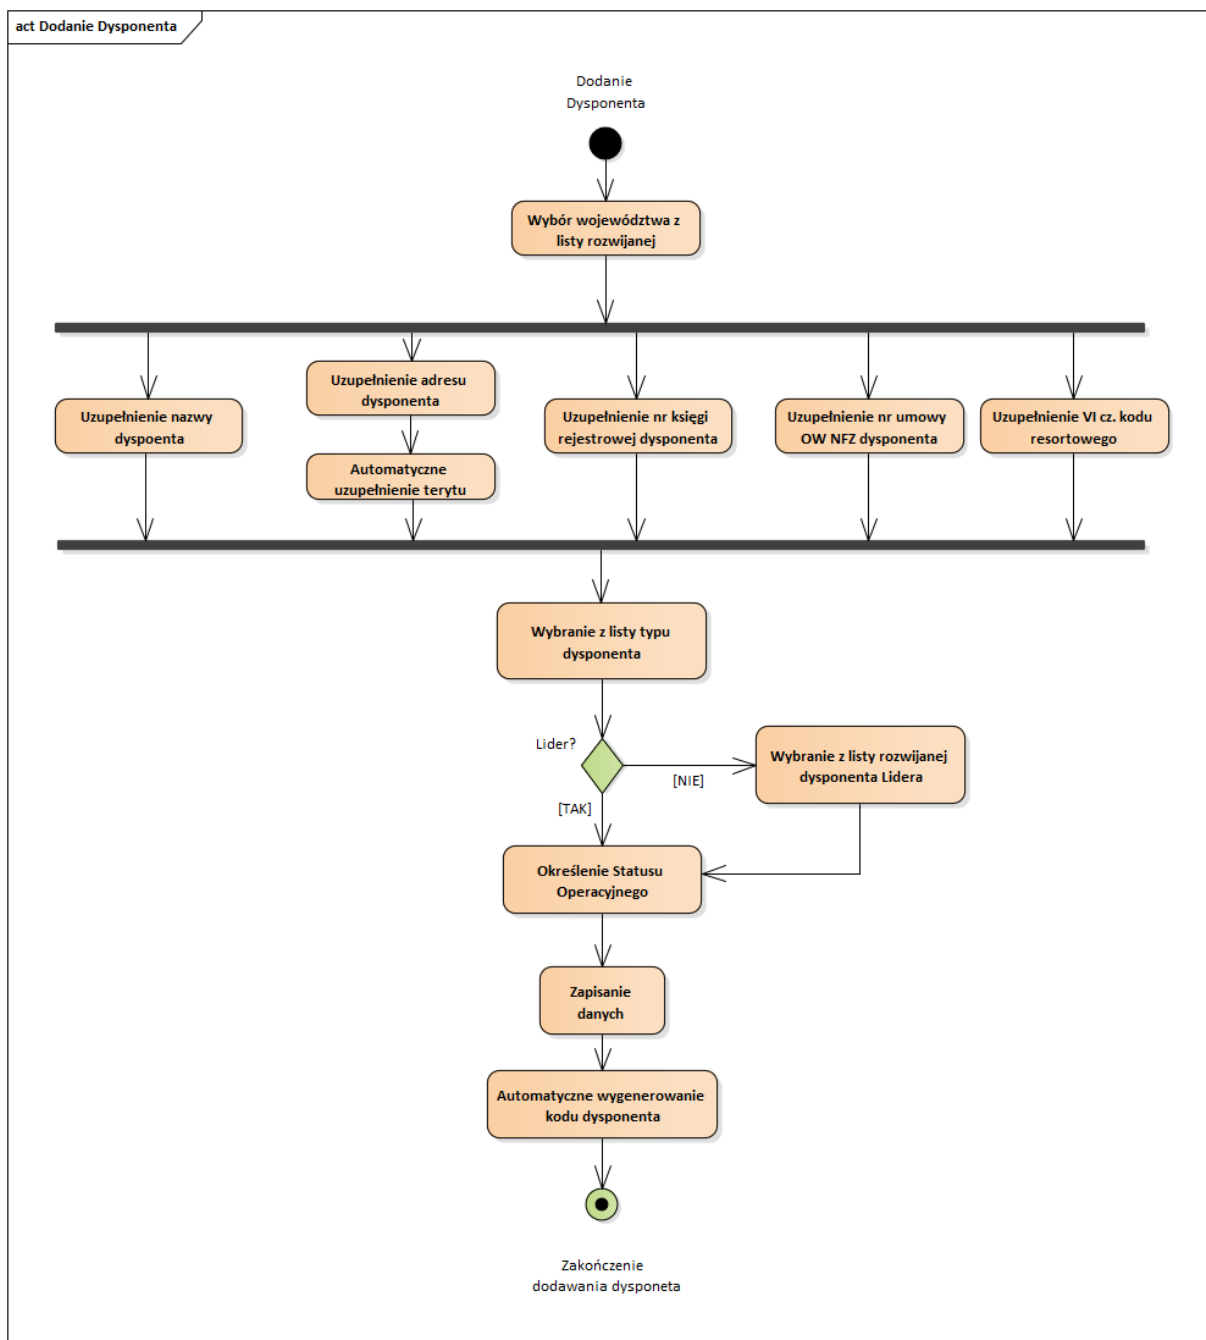 act Dodanie Dysponenta
Dodanie
Dysponenta
Wybór województwa z
listy rozwijanej
Uzupełnienie nazwy
dyspoenta
Uzupełnienie adresu
dysponenta
Automatyczne
uzupełnienie terytu
Uzupełnienie nr księgi
rejestrowej dysponenta
Uzupełnienie nr umowy
OW NFZ dysponenta
Uzupełnienie VI cz. kodu
resortowego
Wybranie z listy typu
dysponenta
Lider?
[NIE]
Wybranie z listy rozwijanej
dysponenta Lidera
[TAK]
Określenie Statusu
Operacyjnego
Zapisanie
danych
Automatyczne wygenerowanie
kodu dysponenta
Zakończenie
dodawania dysponeta